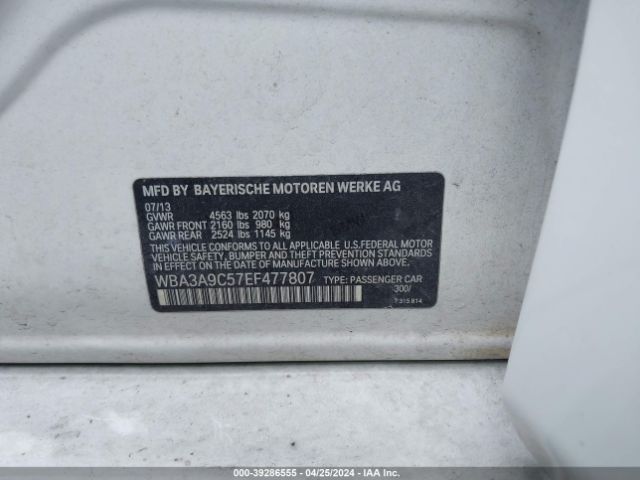 MFD BY BAYERISCHE MOTOREN WERKE AG
07/13
GVWR 4563 lbs 2070 kg
GAWR FRONT 2160 lbs 980 kg
GAWR REAR 2524 lbs 1145 kg
THIS VEHICLE CONFORMS TO ALL APPLICABLE U.S.FEDERAL MOTOR
VEHICLE SAFETY, BUMPER AND THEFT PREVENTION STANDARDS
IN EFFECT ON THE DATE OF MANUFACTURE SHOWN ABOVE.
WBA3A9C57EF477807 TYPE: PASSENGER CAR
300/
7315814
000-39286555 - 04/25/2024 - IAA Inc.